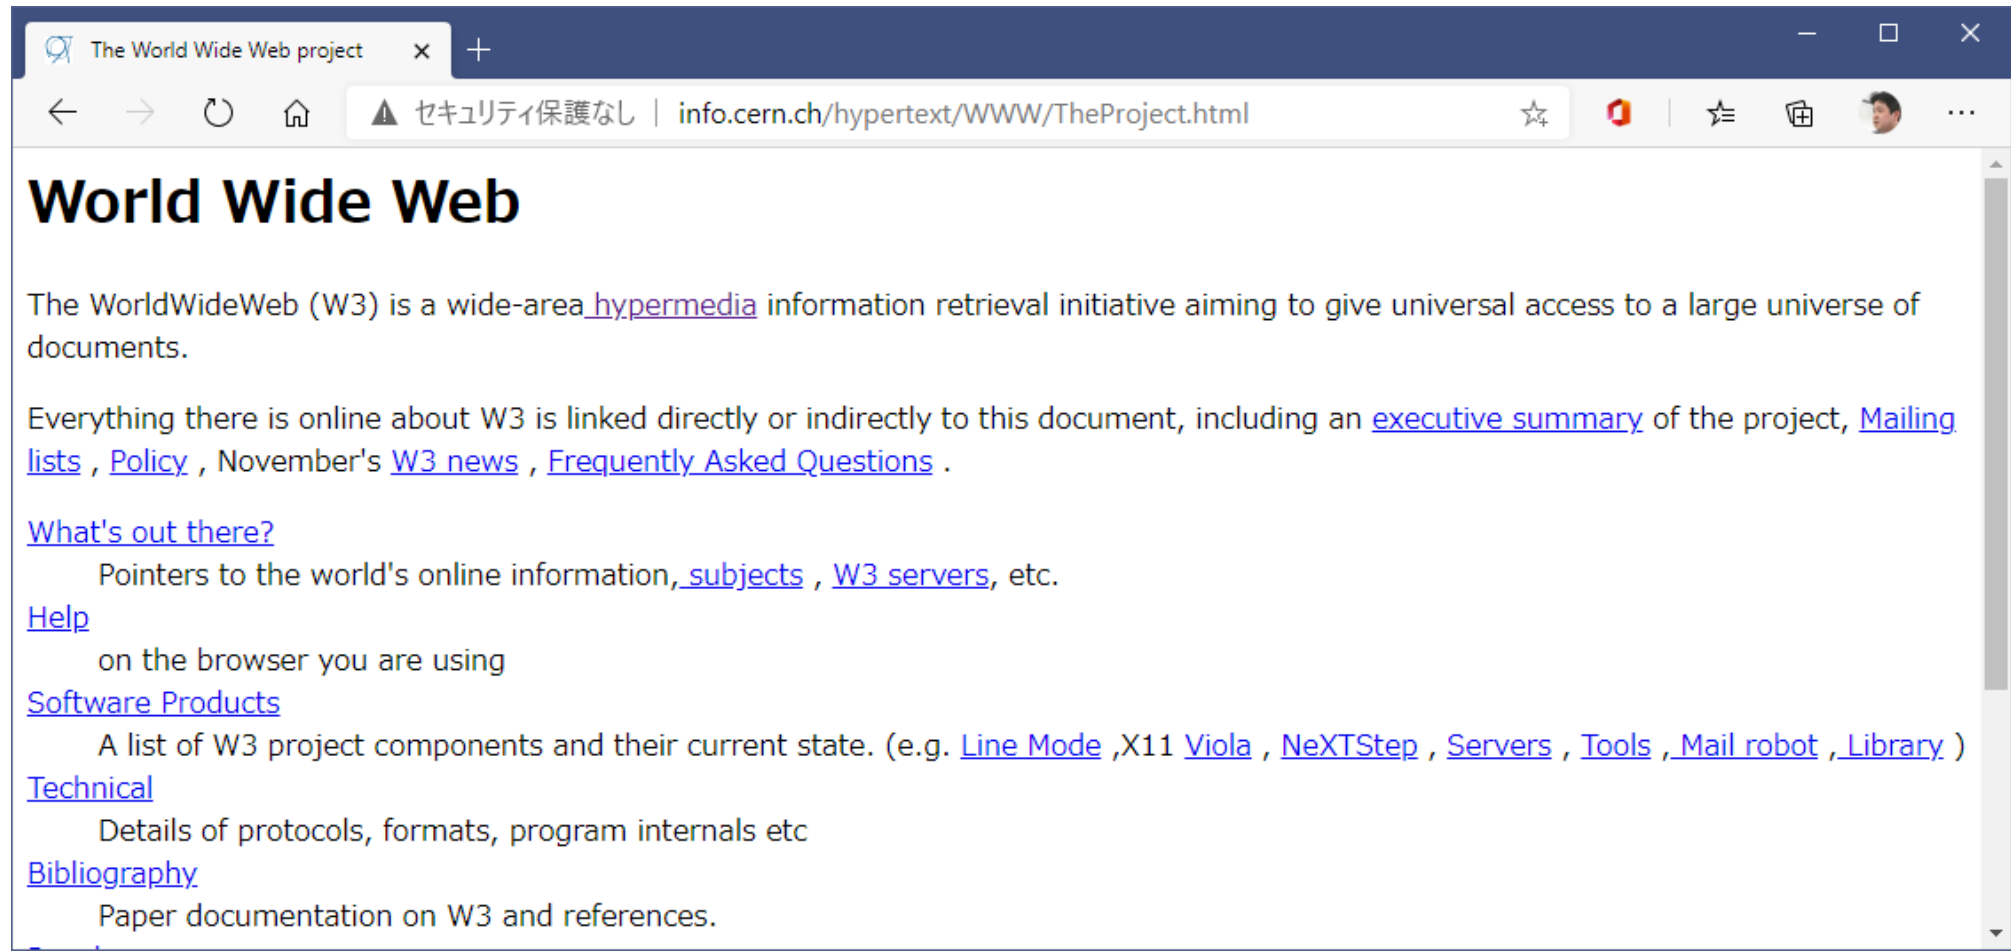 The World Wide Web project
セキュリティ保護なし | info.cern.ch/hypertext/WWW/TheProject.html
World Wide Web
The WorldWideWeb (W3) is a wide-area hypermedia information retrieval initiative aiming to give universal access to a large universe of
documents.
Everything there is online about W3 is linked directly or indirectly to this document, including an executive summary of the project, Mailing
lists , Policy , November's W3 news , Frequently Asked Questions .
What's out there?
Pointers to the world's online information, subjects , W3 servers, etc.
Help
on the browser you are using
Software Products
A list of W3 project components and their current state. (e.g. Line Mode ,X11 Viola , NeXTStep , Servers , Tools , Mail robot , Library )
Technical
Details of protocols, formats, program internals etc
Bibliography
Paper documentation on W3 and references.